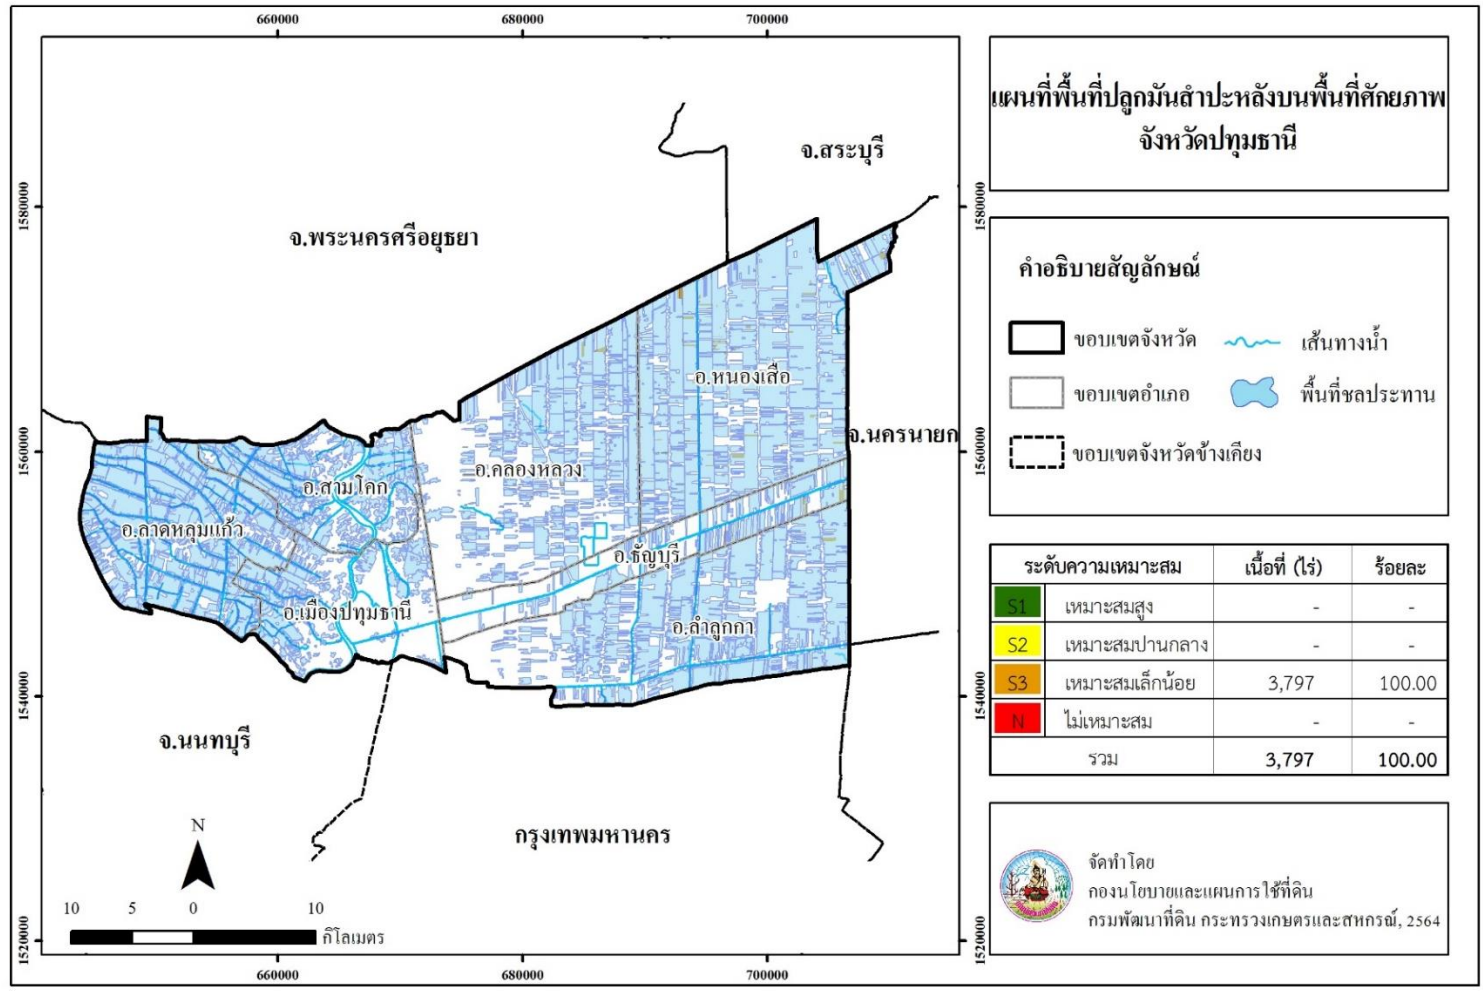 660000 680000 700000
1580000
1560000
1540000
1520000
จ.สระบุรี
จ.พระนครศรีอยุธยา
อ.หนองเสือ
จ.นครนายก
อ.คลองหลวง
อ.สามโคก
อ.ลาดหลุมแก้ว
อ.ธัญบุรี
อ.เมืองปทุมธานี
อ.ลำลูกกา
จ.นนทบุรี
กรุงเทพมหานคร
N
10 5 0 10
กิโลเมตร
660000 680000 700000
1580000
1560000
1540000
1520000
แผนที่พื้นที่ปลูกมันสำปะหลังบนพื้นที่ศักยภาพ
จังหวัดปทุมธานี
คำอธิบายสัญลักษณ์
ขอบเขตจังหวัด เส้นทางน้ำ
ขอบเขตอำเภอ พื้นที่ชลประทาน
ขอบเขตจังหวัดข้างเคียง
ระดับความเหมาะสม เนื้อที่ (ไร่) ร้อยละ
S1 เหมาะสมสูง - -
S2 เหมาะสมปานกลาง - -
S3 เหมาะสมเล็กน้อย 3,797 100.00
N ไม่เหมาะสม - -
รวม 3,797 100.00
จัดทำโดย
กองนโยบายและแผนการใช้ที่ดิน
กรมพัฒนาที่ดิน กระทรวงเกษตรและสหกรณ์, 2564